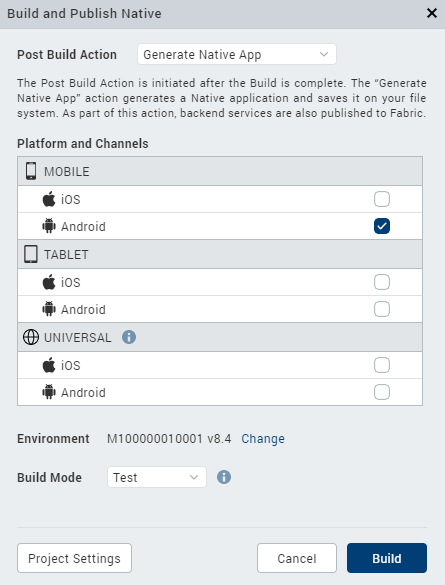 Build and Publish Native
Post Build Action Generate Native App
The Post Build Action is initiated after the Build is complete. The “Generate
Native App” action generates a Native application and saves it on your file
system. As part of this action, backend services are also published to Fabric.
Platform and Channels
MOBILE
iOS
Android
TABLET
iOS
Android
UNIVERSAL
iOS
Android
Environment M100000010001 v8.4 Change
Build Mode Test
Project Settings Cancel Build